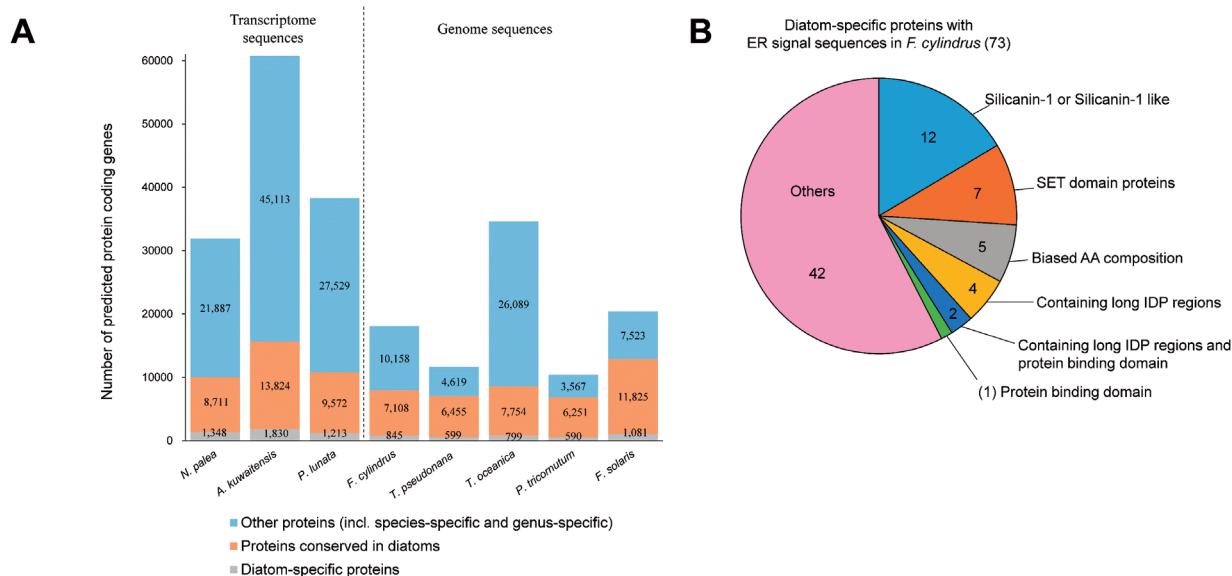 A
Transcriptome
sequences
Genome sequences
Number of predicted protein coding genes
60000
50000
40000
30000
20000
10000
0
21,887
8,711
1,348
45,113
13,824
1,830
27,529
9,572
1,213
10,158
7,108
845
4,619
6,455
599
26,089
7,754
799
3,567
6,251
590
7,523
11,825
1,081
N. palea
A. kuwaitensis
P. lunata
F. cylindrus
T. pseudonana
T. oceanica
P. tricornutum
F. solaris
Other proteins (incl. species-specific and genus-specific)
Proteins conserved in diatoms
Diatom-specific proteins
B
Diatom-specific proteins with
ER signal sequences in F. cylindrus (73)
Silicanin-1 or Silicanin-1 like
12
SET domain proteins
7
Biased AA composition
5
Containing long IDP regions
4
Containing long IDP regions and
protein binding domain
2
(1) Protein binding domain
Others
42